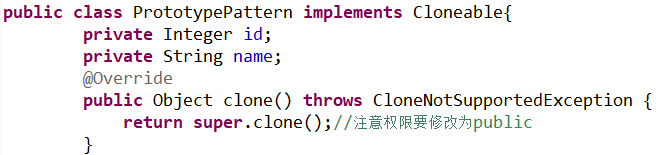 public class PrototypePattern implements Cloneable{
private Integer id;
private String name;
@Override
public Object clone() throws CloneNotSupportedException {
return super.clone();//注意权限要修改为public
}